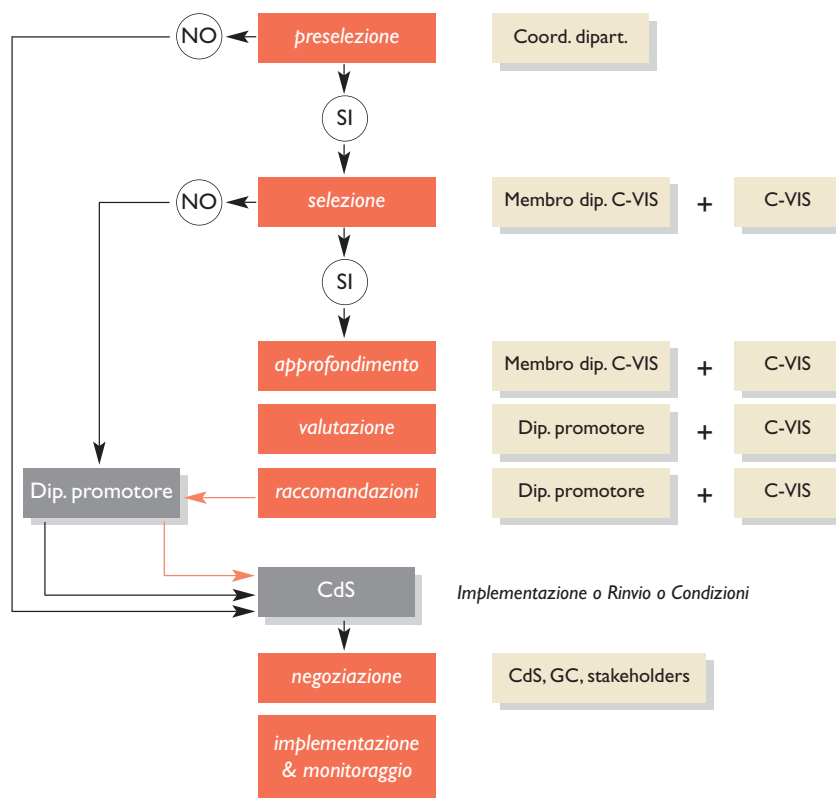 NO
preselezione
Coord. dipart.
SI
NO
selezione
Membro dip. C-VIS
+
C-VIS
SI
approfondimento
Membro dip. C-VIS
+
C-VIS
valutazione
Dip. promotore
+
C-VIS
Dip. promotore
raccomandazioni
Dip. promotore
+
C-VIS
CdS
Implementazione o Rinvio o Condizioni
negoziazione
CdS, GC, stakeholders
implementazione
& monitoraggio